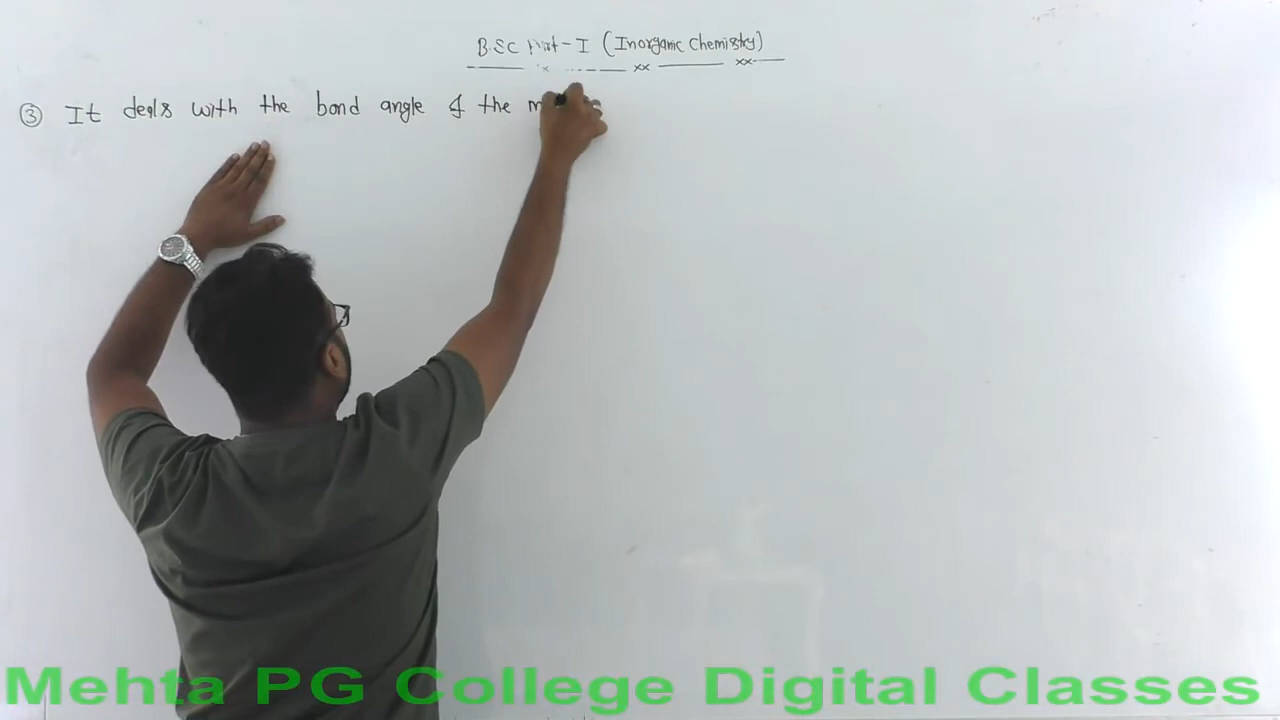 B.SC Part-I (Inorganic Chemistry)
③ It deals with the bond angle of the
Mehta PG College Digital Classes